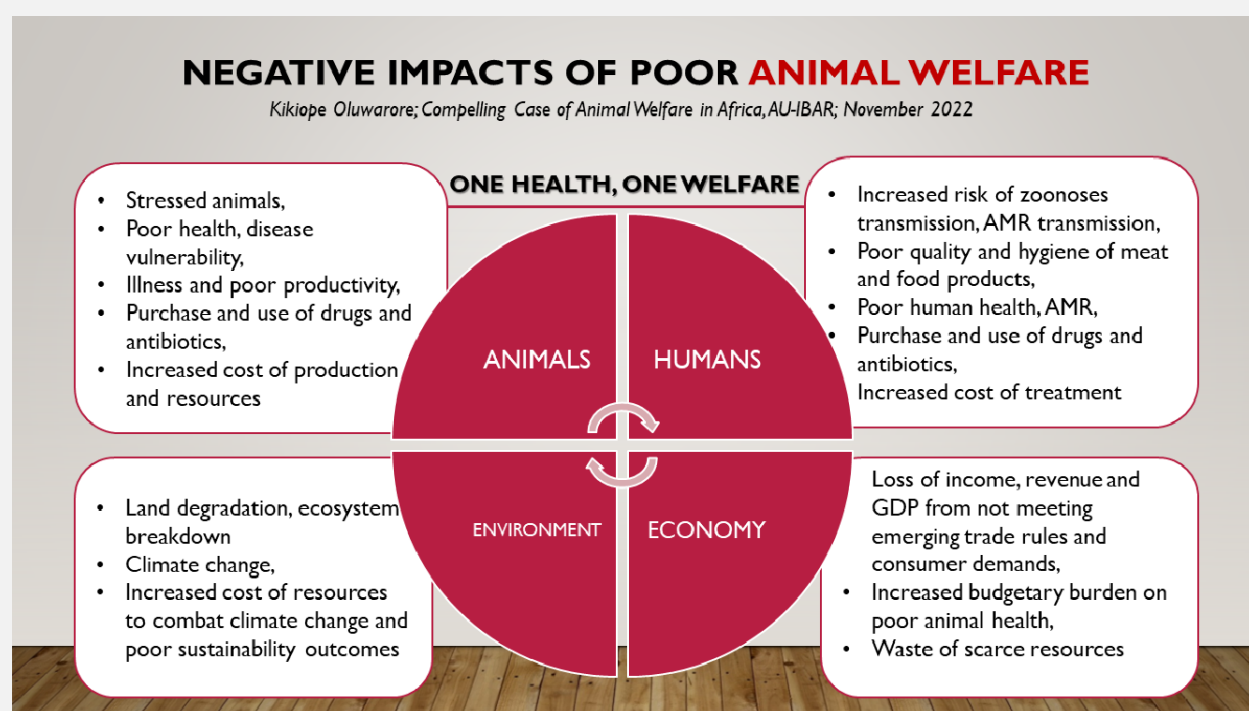 NEGATIVE IMPACTS OF POOR ANIMAL WELFARE
Kikiope Oluwarore; Compelling Case of Animal Welfare in Africa, AU-IBAR; November 2022
ONE HEALTH, ONE WELFARE
• Stressed animals,
• Poor health, disease
vulnerability,
• Illness and poor productivity,
• Purchase and use of drugs and
antibiotics,
• Increased cost of production
and resources
• Increased risk of zoonoses
transmission, AMR transmission,
• Poor quality and hygiene of meat
and food products,
• Poor human health, AMR,
• Purchase and use of drugs and
antibiotics,
Increased cost of treatment
ANIMALS
HUMANS
ENVIRONMENT
ECONOMY
• Land degradation, ecosystem
breakdown
• Climate change,
• Increased cost of resources
to combat climate change and
poor sustainability outcomes
Loss of income, revenue and
GDP from not meeting
emerging trade rules and
consumer demands,
• Increased budgetary burden on
poor animal health,
• Waste of scarce resources